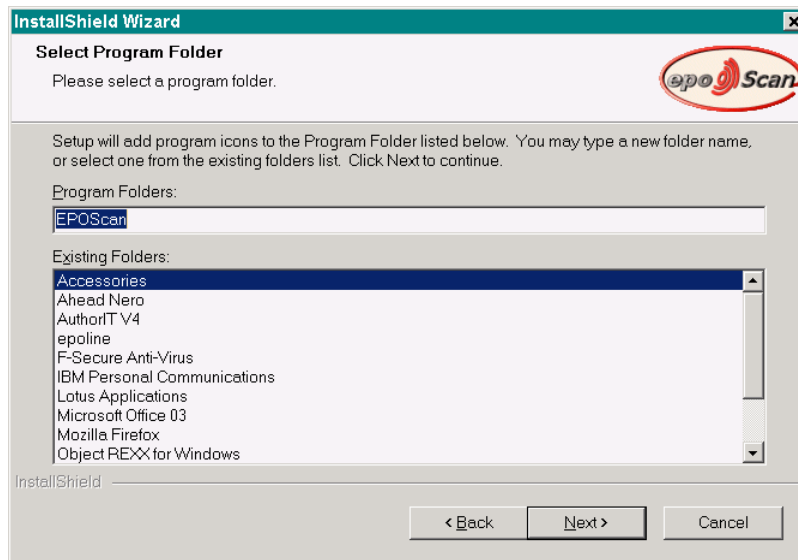 InstallShield Wizard
Select Program Folder
Please select a program folder.
epo Scan
Setup will add program icons to the Program Folder listed below. You may type a new folder name,
or select one from the existing folders list. Click Next to continue.
Program Folders:
EPOScan
Existing Folders:
Accessories
Ahead Nero
AuthorIT V4
epoline
F-Secure Anti-Virus
IBM Personal Communications
Lotus Applications
Microsoft Office 03
Mozilla Firefox
Object REXX for Windows
InstallShield
< Back Next > Cancel